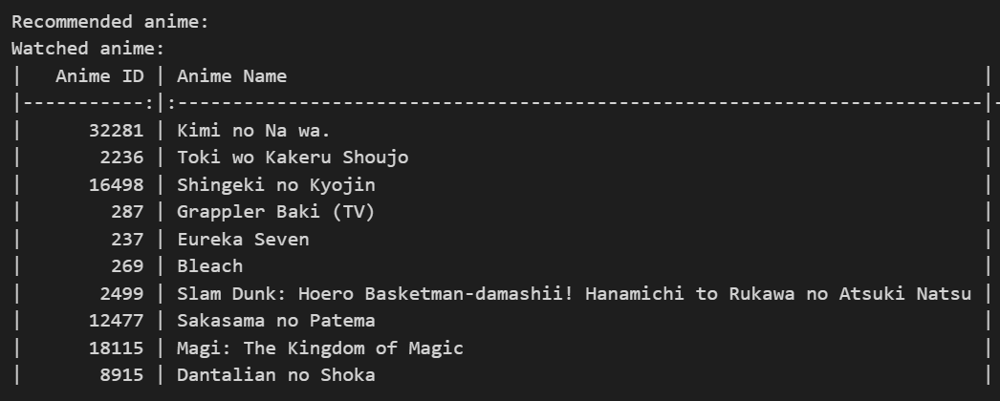 Recommended anime:
Watched anime:
|   Anime ID | Anime Name                                                              |
|-----------:|:------------------------------------------------------------------------|-
|      32281 | Kimi no Na wa.                                                          |
|       2236 | Toki wo Kakeru Shoujo                                                   |
|      16498 | Shingeki no Kyojin                                                      |
|        287 | Grappler Baki (TV)                                                      |
|        237 | Eureka Seven                                                            |
|        269 | Bleach                                                                  |
|       2499 | Slam Dunk: Hoero Basketman-damashii! Hanamichi to Rukawa no Atsuki Natsu |
|      12477 | Sakasama no Patema                                                      |
|      18115 | Magi: The Kingdom of Magic                                              |
|       8915 | Dantalian no Shoka                                                      |